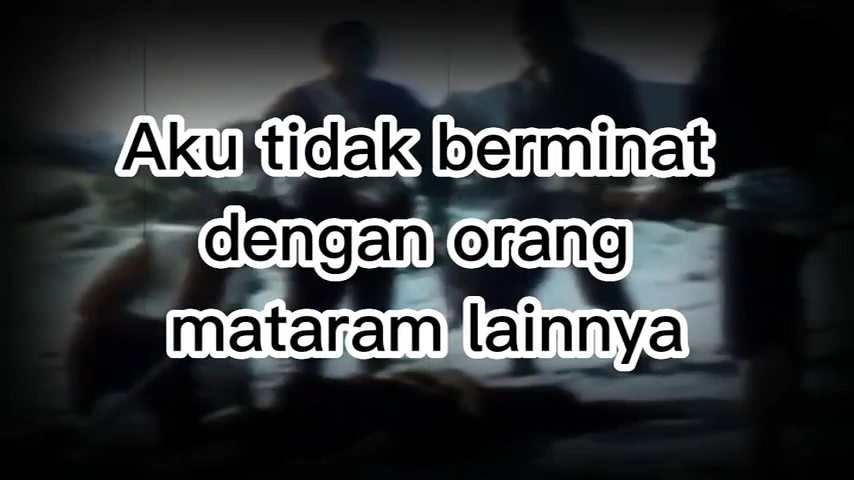 Aku tidak berminat
dengan orang
mataram lainnya